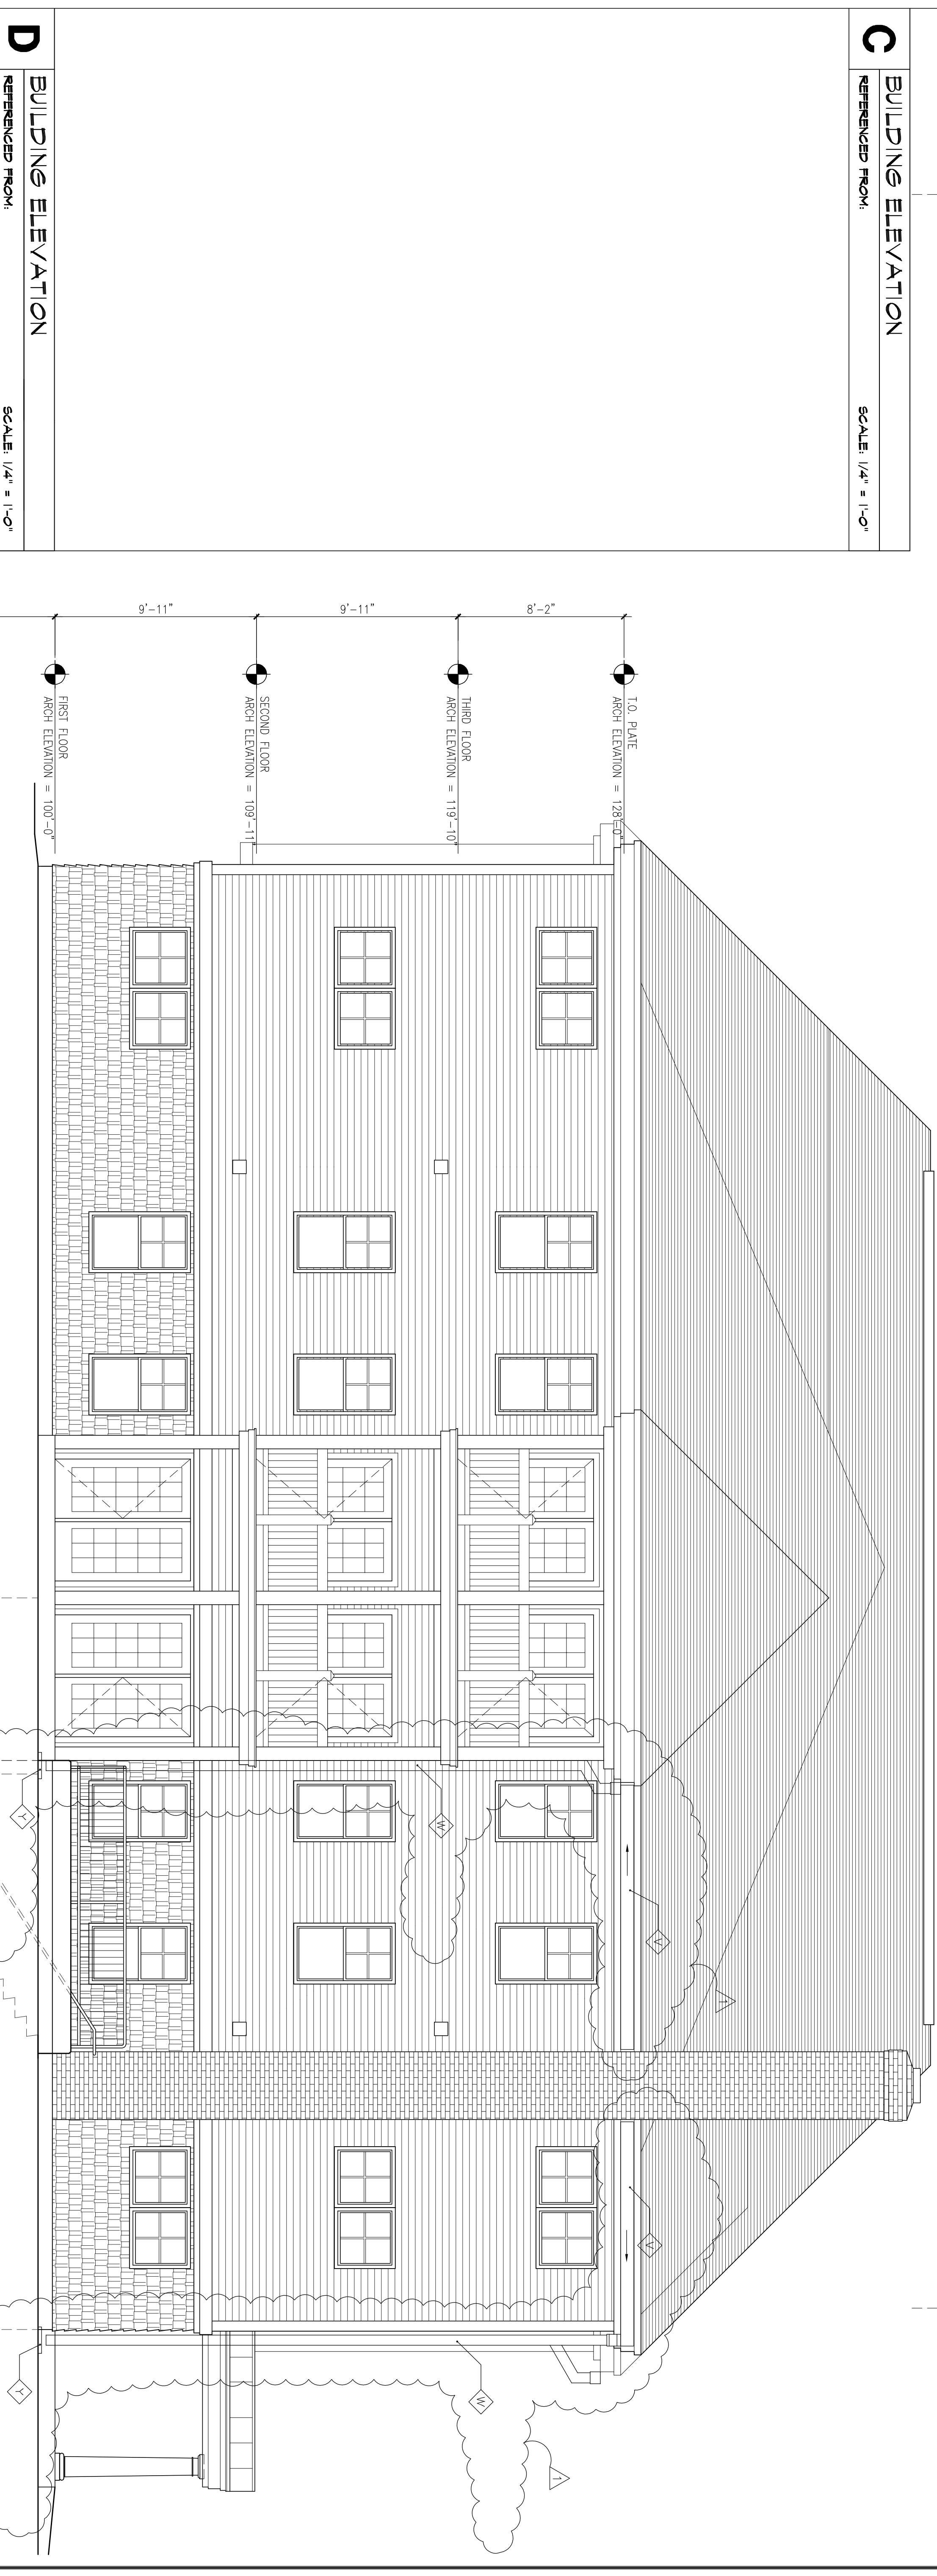 C
BUILDING ELEVATION
REFERENCED FROM:
SCALE: 1/4" = 1'-0"
D
BUILDING ELEVATION
REFERENCED FROM:
SCALE: 1/4" = 1'-0"
8'-2"
9'-11"
9'-11"
T.O. PLATE
ARCH ELEVATION = 128'-0"
THIRD FLOOR
ARCH ELEVATION = 119'-10"
SECOND FLOOR
ARCH ELEVATION = 109'-11"
FIRST FLOOR
ARCH ELEVATION = 100'-0"
V
1
W
Y
V
W
Y
1